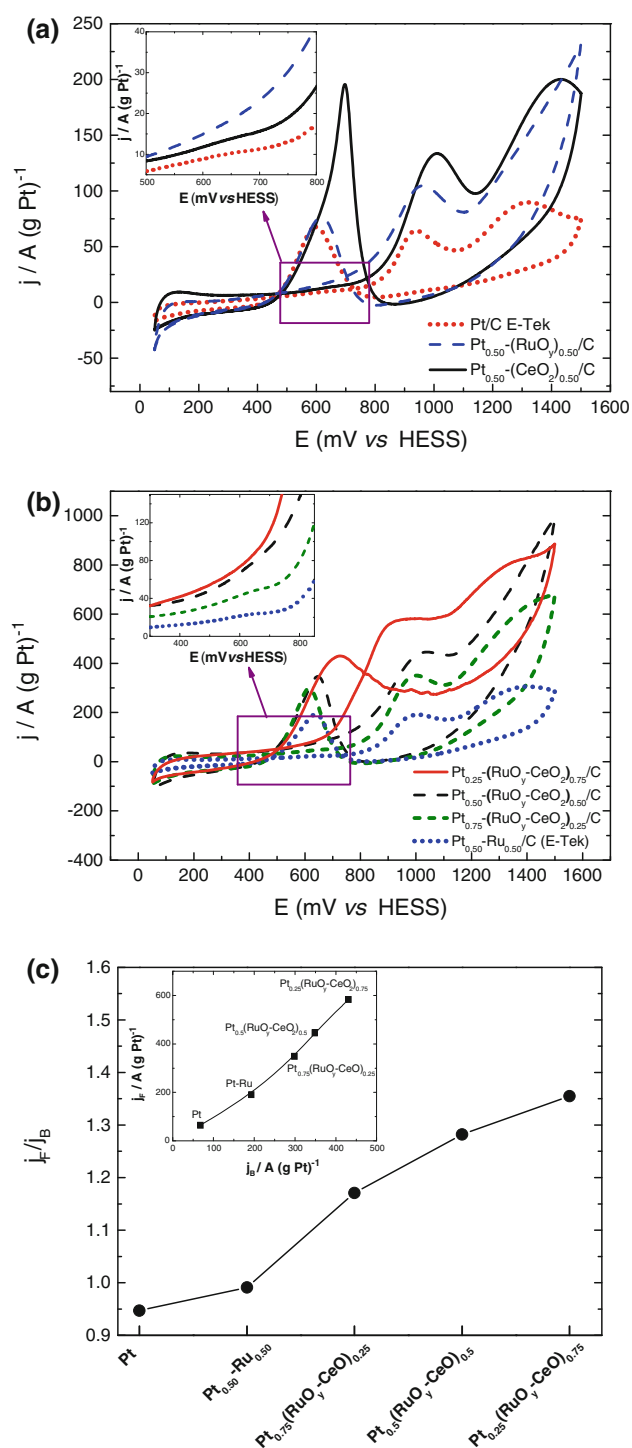 (a)
40
30
20
10
j / A (g Pt)-1
500 600 700 800
E (mV vs HESS)
250
200
150
100
50
0
-50
j / A (g Pt)-1
Pt/C E-Tek
Pt0.50-(RuOy)0.50/C
Pt0.50-(CeO2)0.50/C
0 200 400 600 800 1000 1200 1400 1600
E (mV vs HESS)
(b)
120
80
40
0
j / A (g Pt)-1
400 600 800
E (mV vs HESS)
1000
800
600
400
200
0
-200
-400
j / A (g Pt)-1
Pt0.25-(RuOy-CeO2)0.75/C
Pt0.50-(RuOy-CeO2)0.50/C
Pt0.75-(RuOy-CeO2)0.25/C
Pt0.50-Ru0.50/C (E-Tek)
0 200 400 600 800 1000 1200 1400 1600
E (mV vs HESS)
(c)
600
400
200
0
jF / A (g Pt)-1
Pt0.25(RuOy-CeO2)0.75
Pt0.5(RuOy-CeO2)0.5
Pt0.75(RuOy-CeO)0.25
Pt-Ru
Pt
0 100 200 300 400 500
jB / A (g Pt)-1
1.6
1.5
1.4
1.3
1.2
1.1
1.0
0.9
jF/jB
Pt
Pt0.50-Ru0.50
Pt0.75(RuOy-CeO)0.25
Pt0.5(RuOy-CeO)0.5
Pt0.25(RuOy-CeO)0.75